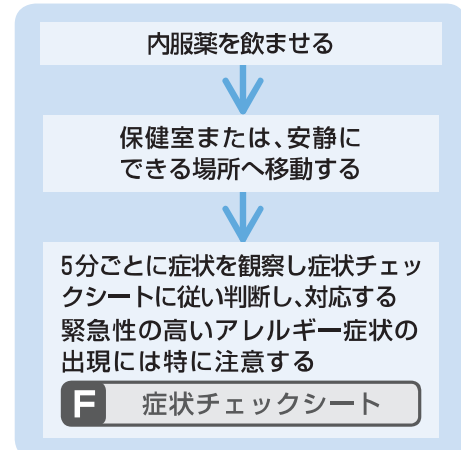 内服薬を飲ませる
保健室または、安静に
できる場所へ移動する
5分ごとに症状を観察し症状チェッ
クシートに従い判断し、対応する
緊急性の高いアレルギー症状の
出現には特に注意する
F 症状チェックシート